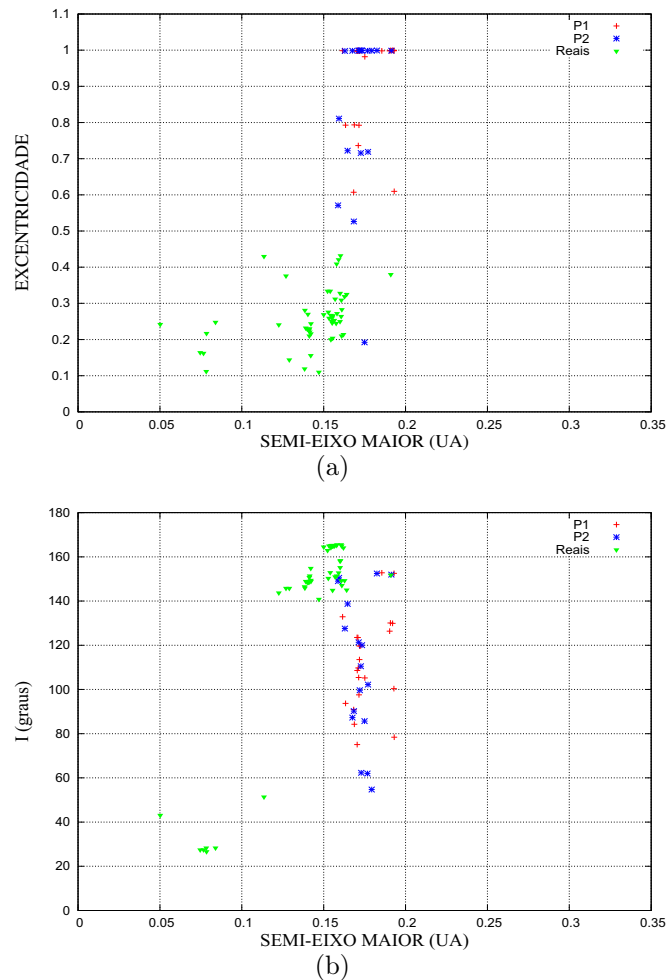 1.1
1
0.9
0.8
0.7
0.6
0.5
0.4
0.3
0.2
0.1
0
EXCENTRICIDADE
P1
P2
Reais
0 0.05 0.1 0.15 0.2 0.25 0.3 0.35
SEMI-EIXO MAIOR (UA)
(a)
180
160
140
120
100
80
60
40
20
0
I (graus)
P1
P2
Reais
0 0.05 0.1 0.15 0.2 0.25 0.3 0.35
SEMI-EIXO MAIOR (UA)
(b)